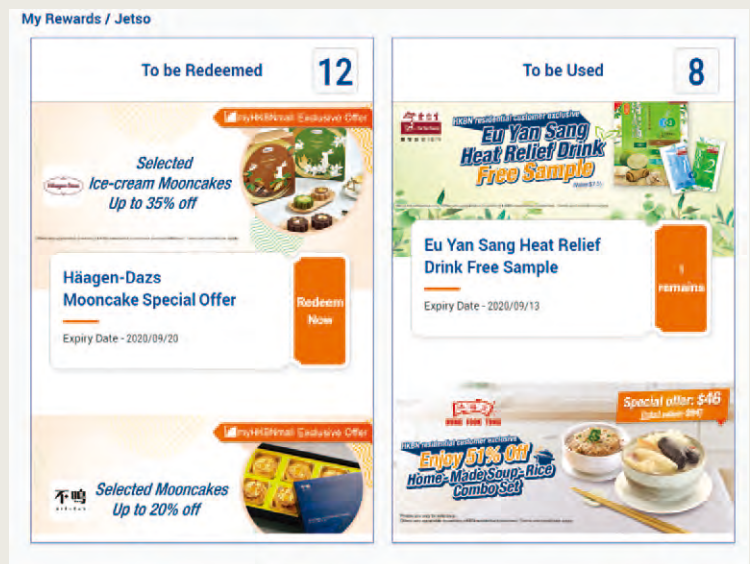 My Rewards / Jetso
To be Redeemed
12
myHKBNmall Exclusive Offer
Häagen-Dazs
Selected
Ice-cream Mooncakes
Up to 35% off
Häagen-Dazs
Mooncake Special Offer
Expiry Date - 2020/09/20
Redeem
Now
myHKBNmall Exclusive Offer
不鳴
Selected Mooncakes
Up to 20% off
To be Used
8
HKBN residential customer exclusive
Eu Yan Sang
Heat Relief Drink
Free Sample
Eu Yan Sang Heat Relief
Drink Free Sample
Expiry Date - 2020/09/13
1
remains
Special offer: $46
HUNG FOOK TONG
HKBN residential customer exclusive
Enjoy 51% Off
Home-Made Soup-Rice
Combo Set